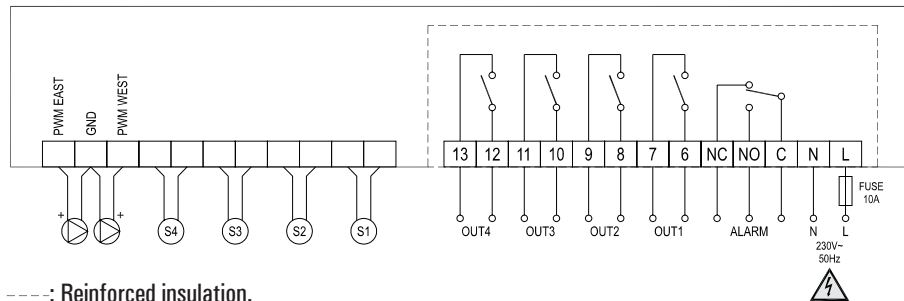 PWM EAST
GND
PWM WEST
13 12 11 10 9 8 7 6 NC NO C N L
FUSE
10A
+ + S4 S3 S2 S1
OUT4 OUT3 OUT2 OUT1 ALARM N L
230V~
50Hz
----: Reinforced insulation.